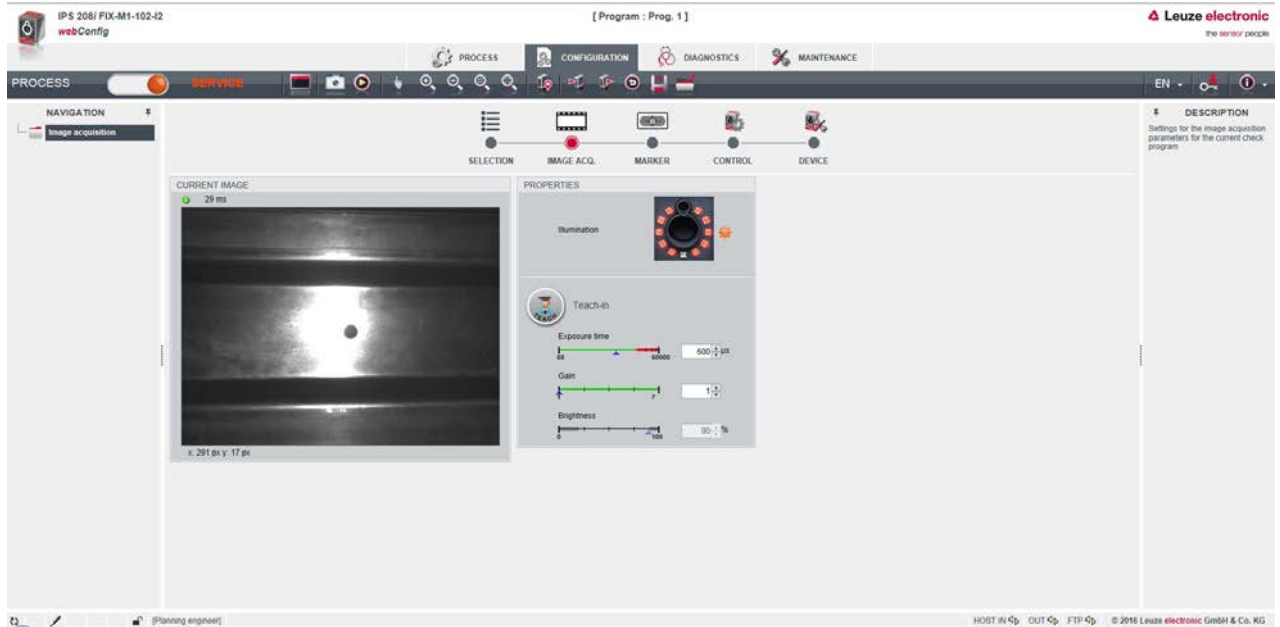 IPS 208/ FIX-M1-102-I2
webConfig
[ Program : Prog. 1 ]
Leuze electronic
the sensor people
PROCESS
CONFIGURATION
DIAGNOSTICS
MAINTENANCE
PROCESS
SERVICE
EN
NAVIGATION
Image acquisition
SELECTION
IMAGE ACQ.
MARKER
CONTROL
DEVICE
DESCRIPTION
Settings for the image acquisition
parameters for the current check
program
CURRENT IMAGE
29 ms
x: 291 px y: 17 px
PROPERTIES
Illumination
TEACH
Teach-in
Exposure time
68 60000
600 µs
Gain
7
1
Brightness
0 100
90 %
[Planning engineer]
HOST IN OUT FTP
© 2016 Leuze electronic GmbH & Co. KG